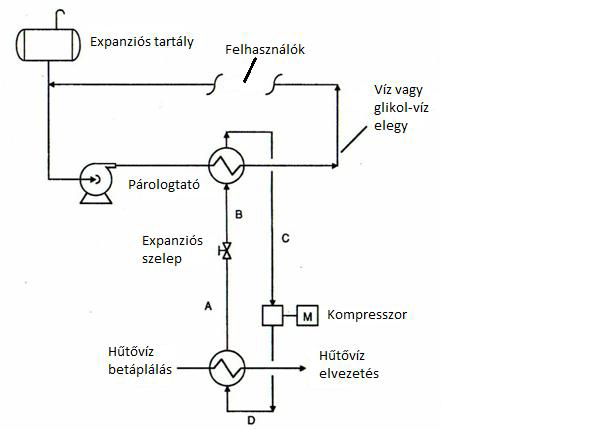 Expanziós tartály
Felhasználók
Víz vagy
glikol-víz
elegy
Párologtató
B
Expanziós
szelep
C
A
M
Kompresszor
Hűtővíz
betáplálás
Hűtővíz
elvezetés
D